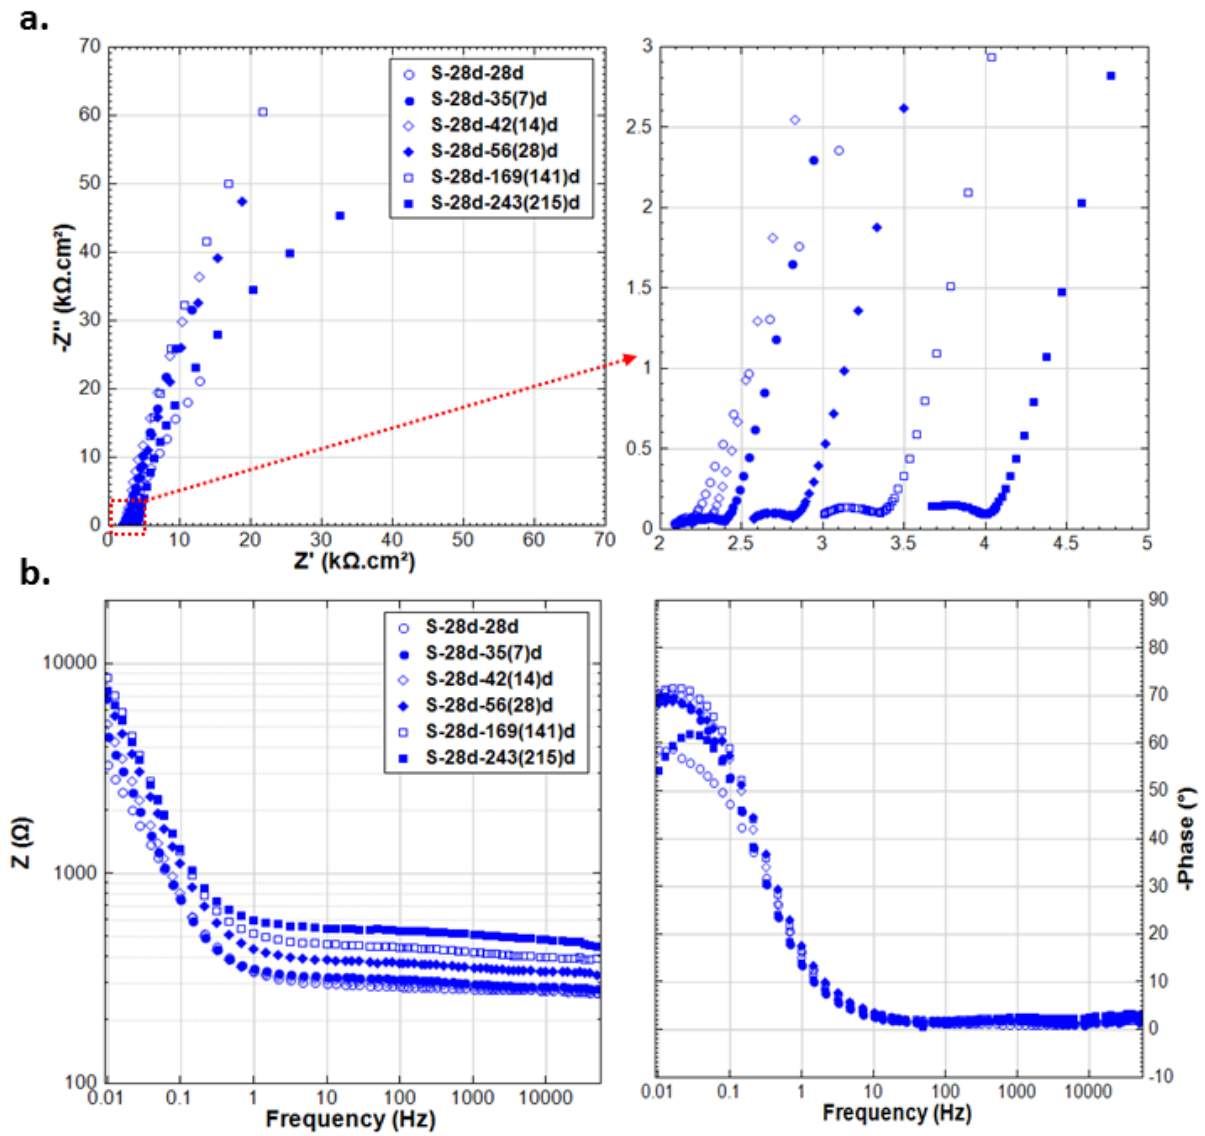 a.
70
60
50
40
30
20
10
0
-Z'' (kΩ.cm²)
0 10 20 30 40 50 60 70
Z' (kΩ.cm²)
S-28d-28d
S-28d-35(7)d
S-28d-42(14)d
S-28d-56(28)d
S-28d-169(141)d
S-28d-243(215)d
3
2.5
2
1.5
1
0.5
0
2 2.5 3 3.5 4 4.5 5
b.
10000
1000
100
Z (Ω)
0.01 0.1 1 10 100 1000 10000
Frequency (Hz)
S-28d-28d
S-28d-35(7)d
S-28d-42(14)d
S-28d-56(28)d
S-28d-169(141)d
S-28d-243(215)d
90
80
70
60
50
40
30
20
10
0
-10
-Phase (°)
0.01 0.1 1 10 100 1000 10000
Frequency (Hz)